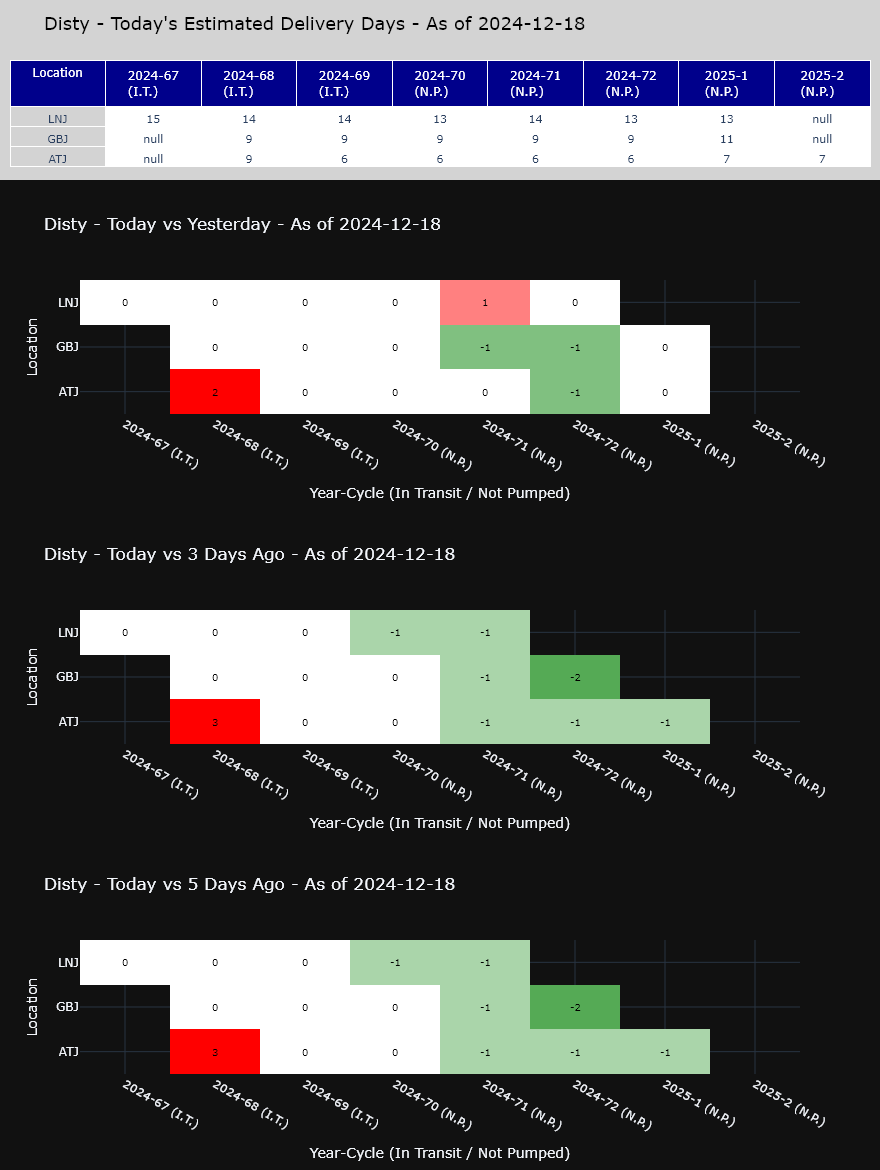 Disty - Today's Estimated Delivery Days - As of 2024-12-18
Location 2024-67 (I.T.) 2024-68 (I.T.) 2024-69 (I.T.) 2024-70 (N.P.) 2024-71 (N.P.) 2024-72 (N.P.) 2025-1 (N.P.) 2025-2 (N.P.)
LNJ 15 14 14 13 14 13 13 null
GBJ null 9 9 9 9 9 11 null
ATJ null 9 6 6 6 6 7 7
Disty - Today vs Yesterday - As of 2024-12-18
Location
LNJ 0 0 0 0 1 0
GBJ 0 0 0 -1 -1 0
ATJ 2 0 0 0 -1 0
2024-67 (I.T.) 2024-68 (I.T.) 2024-69 (I.T.) 2024-70 (N.P.) 2024-71 (N.P.) 2024-72 (N.P.) 2025-1 (N.P.) 2025-2 (N.P.)
Year-Cycle (In Transit / Not Pumped)
Disty - Today vs 3 Days Ago - As of 2024-12-18
Location
LNJ 0 0 0 -1 -1
GBJ 0 0 0 -1 -2
ATJ 3 0 0 -1 -1 -1
2024-67 (I.T.) 2024-68 (I.T.) 2024-69 (I.T.) 2024-70 (N.P.) 2024-71 (N.P.) 2024-72 (N.P.) 2025-1 (N.P.) 2025-2 (N.P.)
Year-Cycle (In Transit / Not Pumped)
Disty - Today vs 5 Days Ago - As of 2024-12-18
Location
LNJ 0 0 0 -1 -1
GBJ 0 0 0 -1 -2
ATJ 3 0 0 -1 -1 -1
2024-67 (I.T.) 2024-68 (I.T.) 2024-69 (I.T.) 2024-70 (N.P.) 2024-71 (N.P.) 2024-72 (N.P.) 2025-1 (N.P.) 2025-2 (N.P.)
Year-Cycle (In Transit / Not Pumped)